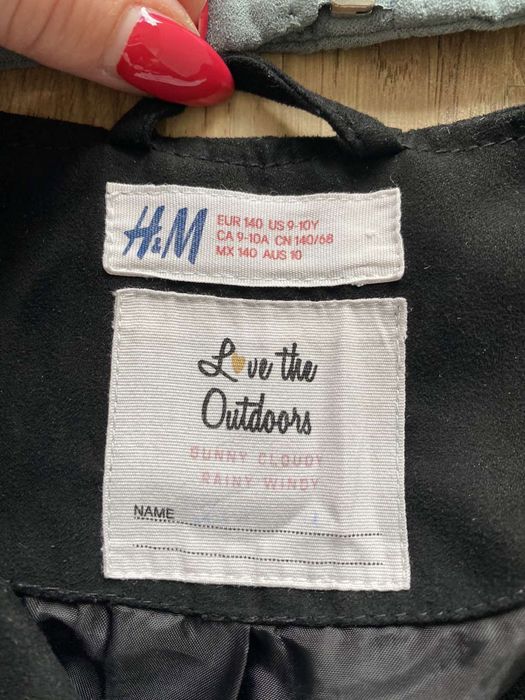 H&M
EUR 140 US 9-10Y
CA 9-10A CN 140/68
MX 140 AUS 10
Love the
Outdoors
SUNNY CLOUDY
RAINY WINDY
NAME